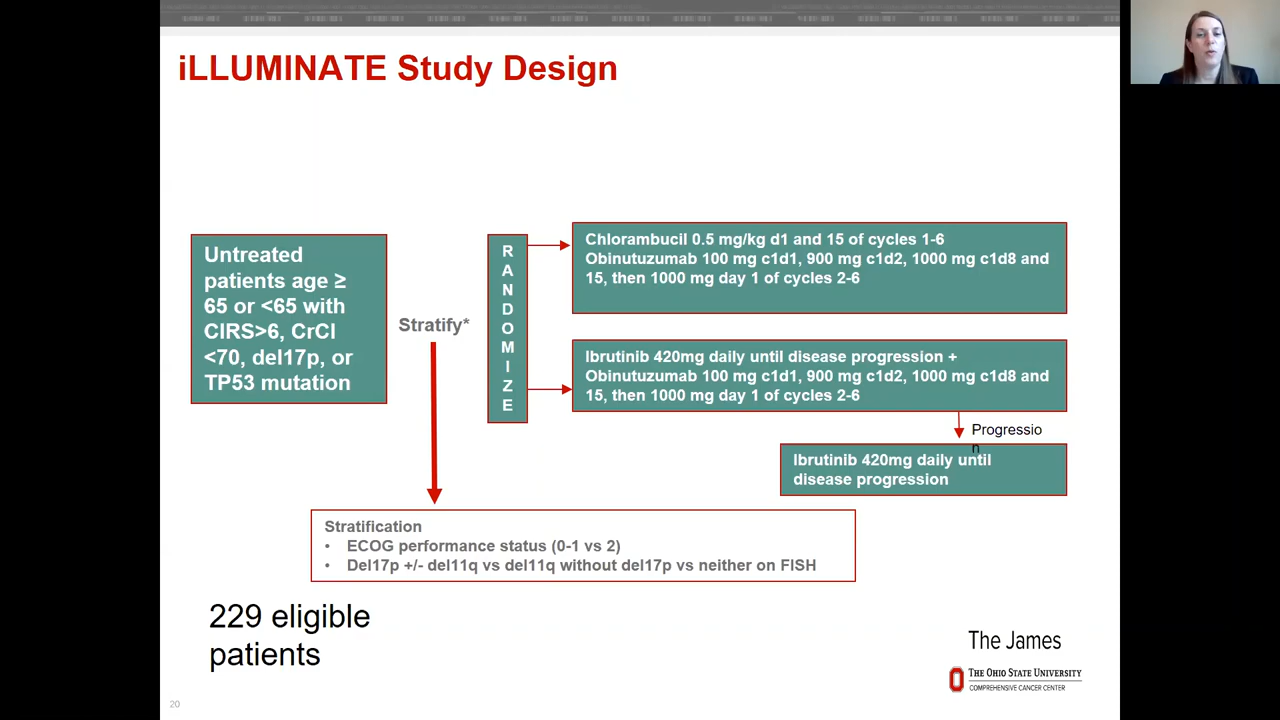 iLLUMINATE Study Design
Untreated
patients age ≥
65 or <65 with
CIRS>6, CrCl
<70, del17p, or
TP53 mutation
Stratify*
R
A
N
D
O
M
I
Z
E
Chlorambucil 0.5 mg/kg d1 and 15 of cycles 1-6
Obinutuzumab 100 mg c1d1, 900 mg c1d2, 1000 mg c1d8 and
15, then 1000 mg day 1 of cycles 2-6
Ibrutinib 420mg daily until disease progression +
Obinutuzumab 100 mg c1d1, 900 mg c1d2, 1000 mg c1d8 and
15, then 1000 mg day 1 of cycles 2-6
Progressio
n
Ibrutinib 420mg daily until
disease progression
Stratification
• ECOG performance status (0-1 vs 2)
• Del17p +/- del11q vs del11q without del17p vs neither on FISH
229 eligible
patients
The James
THE OHIO STATE UNIVERSITY
COMPREHENSIVE CANCER CENTER
20